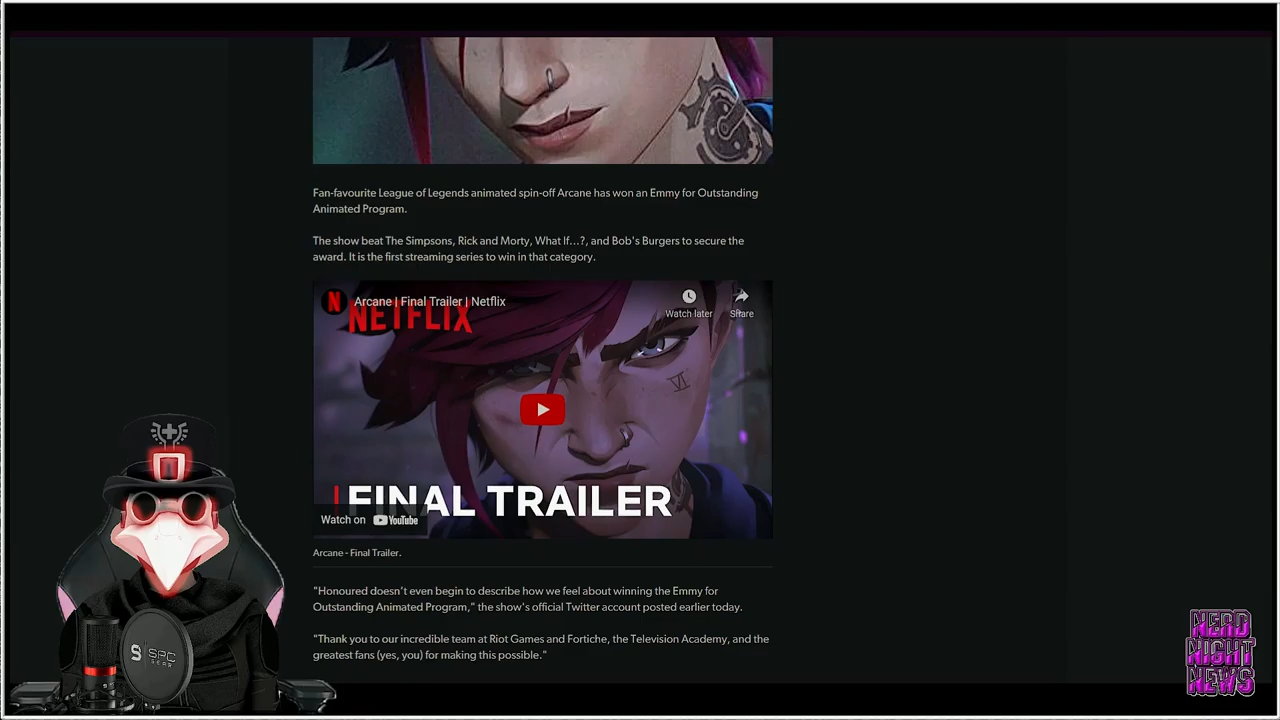 Fan-favourite League of Legends animated spin-off Arcane has won an Emmy for Outstanding
Animated Program.
The show beat The Simpsons, Rick and Morty, What If...?, and Bob's Burgers to secure the
award. It is the first streaming series to win in that category.
Arcane | Final Trailer | Netflix
NETFLIX
Watch later
Share
VI
FINAL TRAILER
Watch on YouTube
Arcane - Final Trailer.
"Honoured doesn't even begin to describe how we feel about winning the Emmy for
Outstanding Animated Program," the show's official Twitter account posted earlier today.
"Thank you to our incredible team at Riot Games and Fortiche, the Television Academy, and the
greatest fans (yes, you) for making this possible."
SPC
GEAR
NERD
NIGHT
NEWS